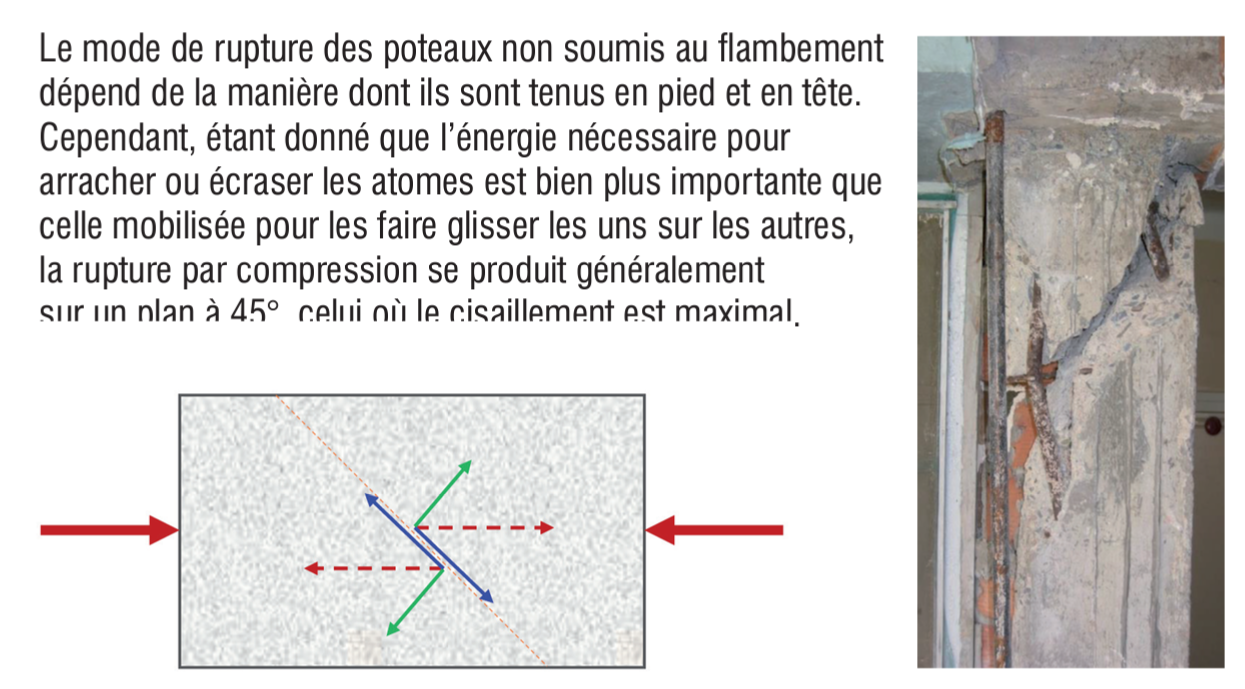 Le mode de rupture des poteaux non soumis au flambement
dépend de la manière dont ils sont tenus en pied et en tête.
Cependant, étant donné que l’énergie nécessaire pour
arracher ou écraser les atomes est bien plus importante que
celle mobilisée pour les faire glisser les uns sur les autres,
la rupture par compression se produit généralement
sur un plan à 45° celui où le cisaillement est maximal.